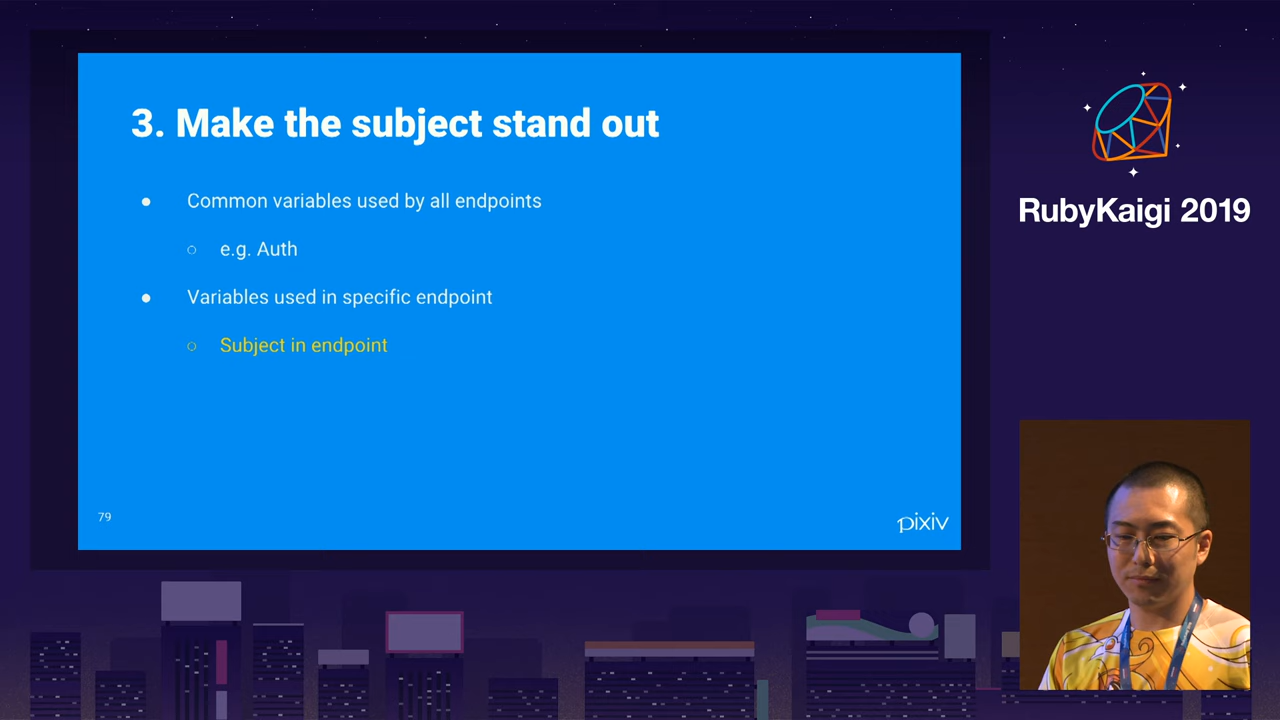 3. Make the subject stand out
● Common variables used by all endpoints
○ e.g. Auth
● Variables used in specific endpoint
○ Subject in endpoint
79
pixiv
RubyKaigi 2019